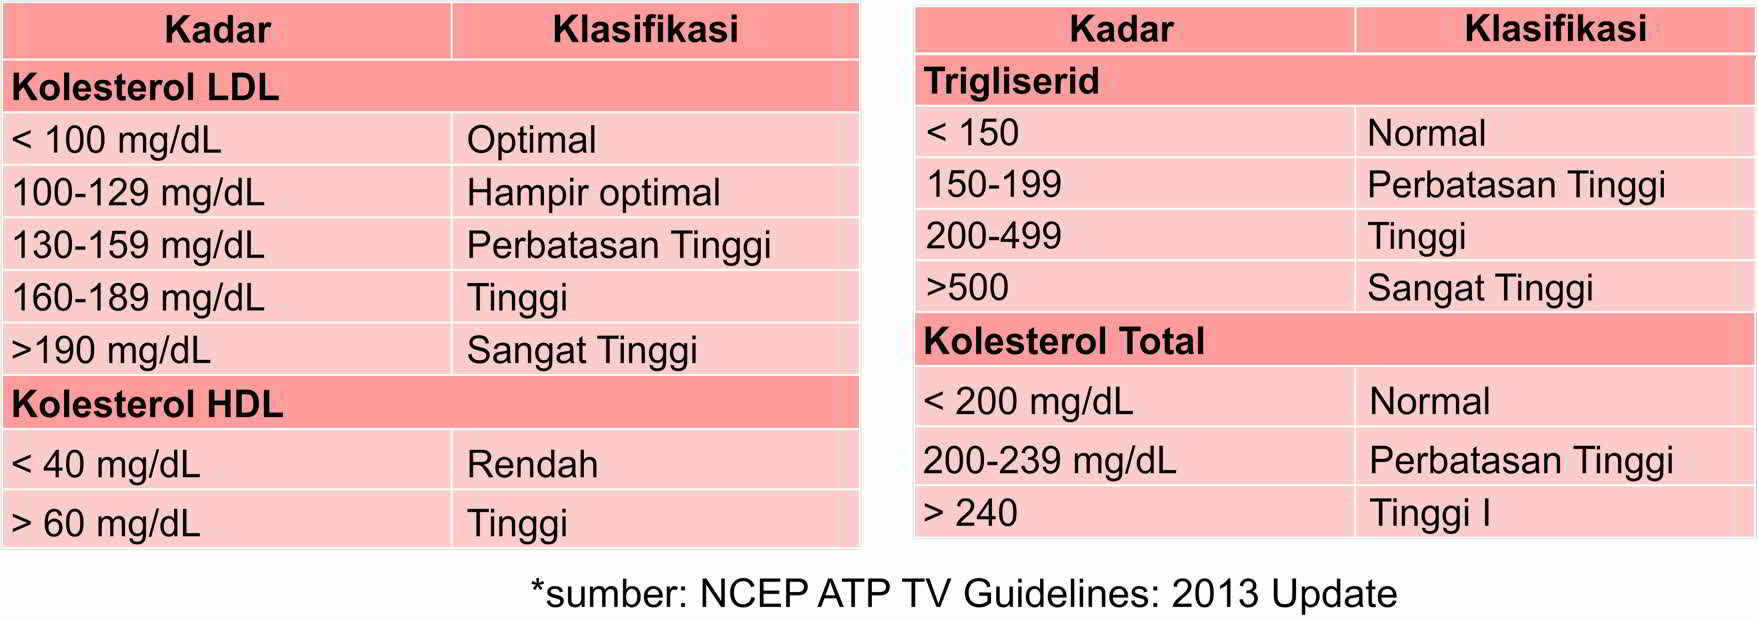 Kadar Klasifikasi
Kolesterol LDL
< 100 mg/dL Optimal
100-129 mg/dL Hampir optimal
130-159 mg/dL Perbatasan Tinggi
160-189 mg/dL Tinggi
>190 mg/dL Sangat Tinggi
Kolesterol HDL
< 40 mg/dL Rendah
> 60 mg/dL Tinggi
Kadar Klasifikasi
Trigliserid
< 150 Normal
150-199 Perbatasan Tinggi
200-499 Tinggi
>500 Sangat Tinggi
Kolesterol Total
< 200 mg/dL Normal
200-239 mg/dL Perbatasan Tinggi
> 240 Tinggi I
*sumber: NCEP ATP TV Guidelines: 2013 Update